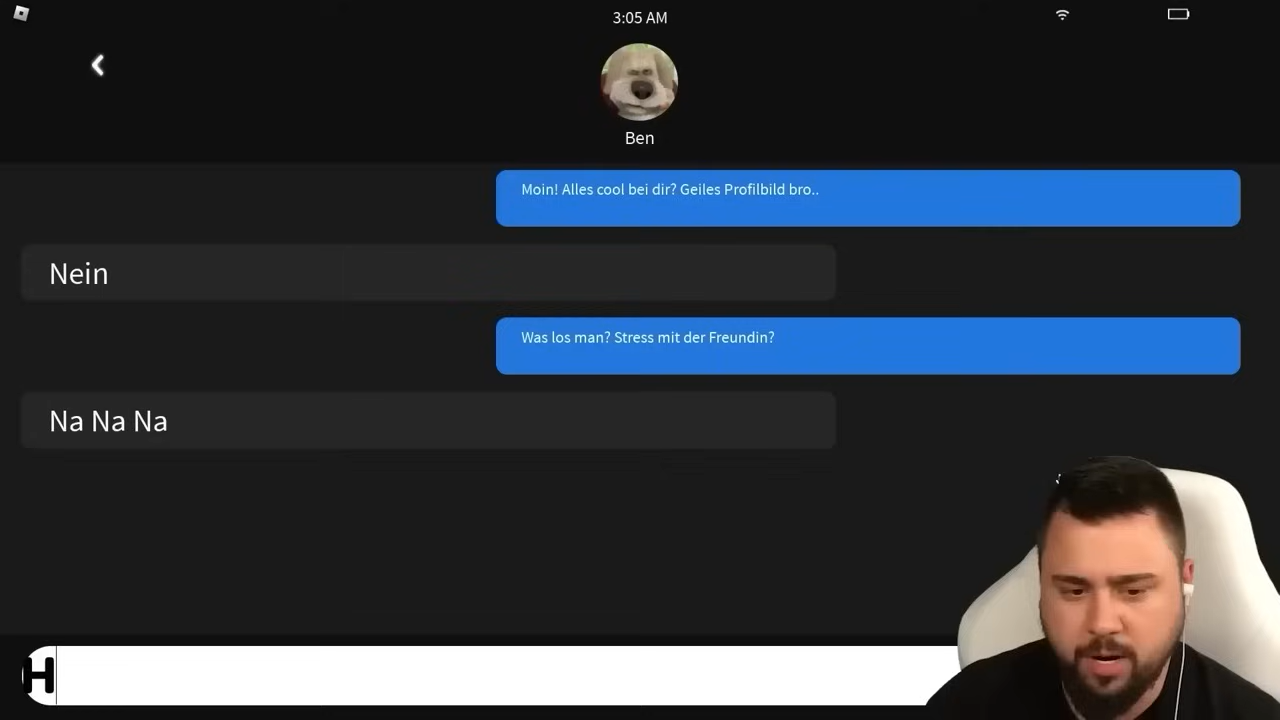 3:05 AM
Ben
Moin! Alles cool bei dir? Geiles Profilbild bro..
Nein
Was los man? Stress mit der Freundin?
Na Na Na
H